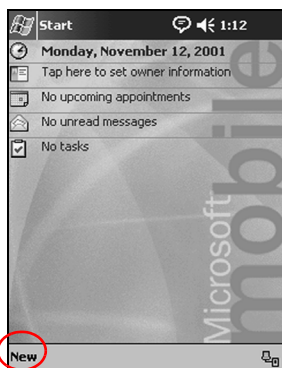 Start 1:12
Monday, November 12, 2001
Tap here to set owner information
No upcoming appointments
No unread messages
No tasks
Microsoft
mobile
New